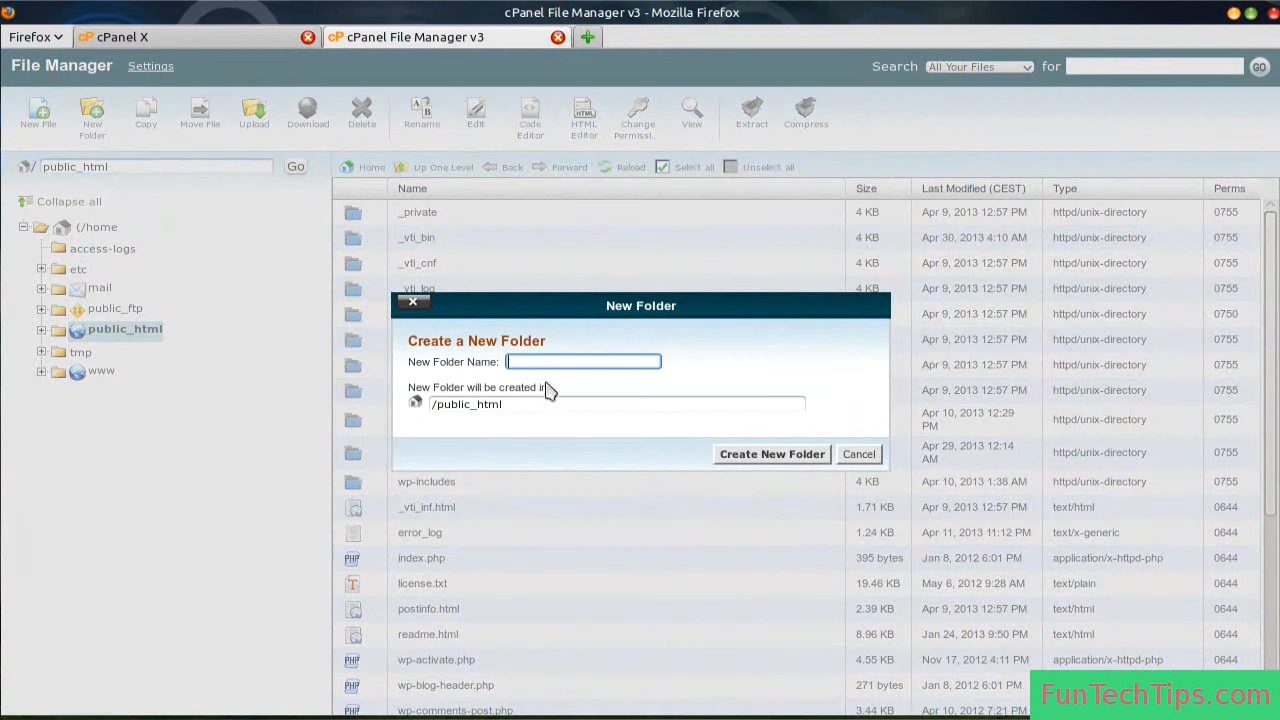 cPanel File Manager v3 - Mozilla Firefox
Firefox cPanel X cPanel File Manager v3
File Manager Settings Search All Your Files for GO
New File New Folder Copy Move File Upload Download Delete Rename Edit Code Editor HTML Editor Change Permissi... View Extract Compress
/ public_html Go Home Up One Level Back Forward Reload Select all Unselect all
Collapse all
(/home
access-logs
etc
mail
public_ftp
public_html
tmp
www
Name Size Last Modified (CEST) Type Perms
_private 4 KB Apr 9, 2013 12:57 PM httpd/unix-directory 0755
_vti_bin 4 KB Apr 30, 2013 4:10 AM httpd/unix-directory 0755
_vti_cnf 4 KB Apr 9, 2013 12:57 PM httpd/unix-directory 0755
_vti_log 4 KB Apr 9, 2013 12:57 PM httpd/unix-directory 0755
Apr 9, 2013 12:57 PM httpd/unix-directory 0750
Apr 9, 2013 12:57 PM httpd/unix-directory 0755
Apr 9, 2013 12:57 PM httpd/unix-directory 0755
Apr 9, 2013 12:57 PM httpd/unix-directory 0755
Apr 10, 2013 12:29 PM httpd/unix-directory 0755
Apr 29, 2013 12:14 AM httpd/unix-directory 0755
wp-includes 4 KB Apr 10, 2013 1:38 AM httpd/unix-directory 0755
_vti_inf.html 1.71 KB Apr 9, 2013 12:57 PM text/html 0644
error_log 1.24 KB Apr 11, 2013 11:12 PM text/x-generic 0644
index.php 395 bytes Jan 8, 2012 6:01 PM application/x-httpd-php 0644
license.txt 19.46 KB May 6, 2012 9:28 AM text/plain 0644
postinfo.html 2.39 KB Apr 9, 2013 12:57 PM text/html 0644
readme.html 8.96 KB Jan 24, 2013 9:50 PM text/html 0644
wp-activate.php 4.55 KB Nov 17, 2012 4:11 PM application/x-httpd-php 0644
wp-blog-header.php 271 bytes Jan 8, 2012 6:01 PM
wp-comments-post.php 3.44 KB Apr 10, 2012 7:21 PM
New Folder
Create a New Folder
New Folder Name:
New Folder will be created in
/public_html
Create New Folder Cancel
FunTechTips.com